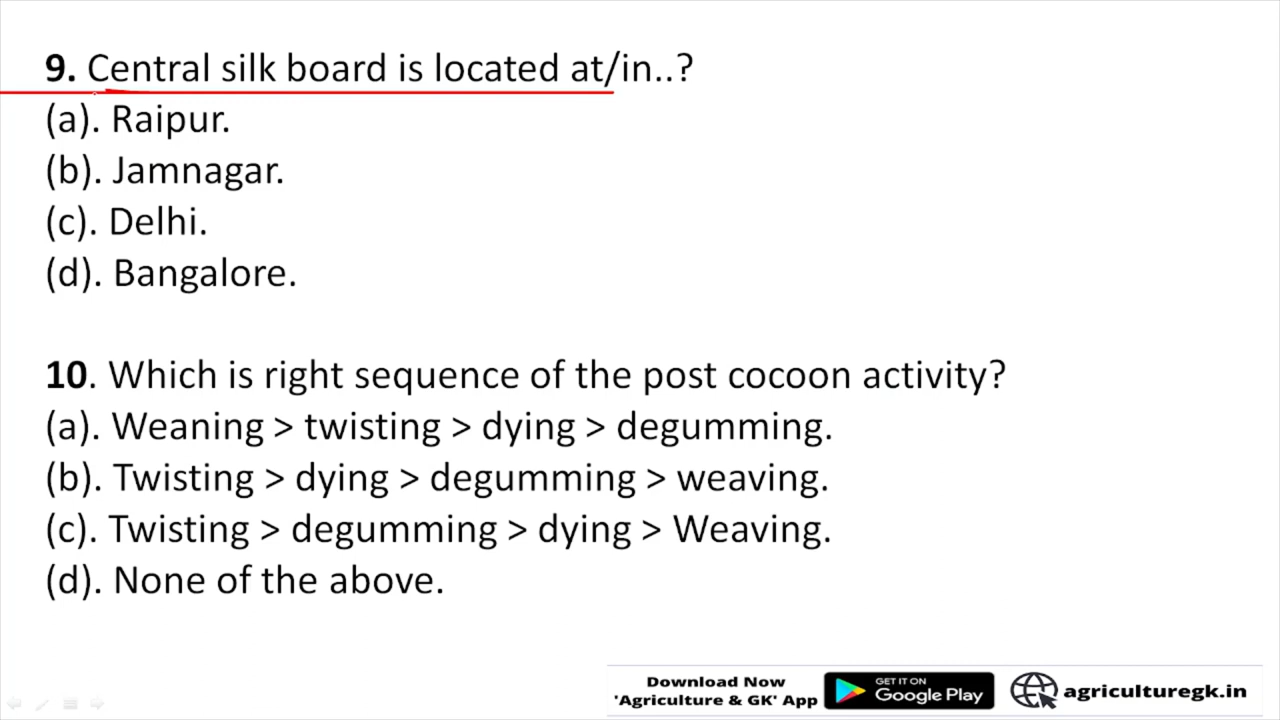 9. Central silk board is located at/in..?
(a). Raipur.
(b). Jamnagar.
(c). Delhi.
(d). Bangalore.
10. Which is right sequence of the post cocoon activity?
(a). Weaning > twisting > dying > degumming.
(b). Twisting > dying > degumming > weaving.
(c). Twisting > degumming > dying > Weaving.
(d). None of the above.
Download Now
'Agriculture & GK' App
GET IT ON
Google Play
agriculturegk.in